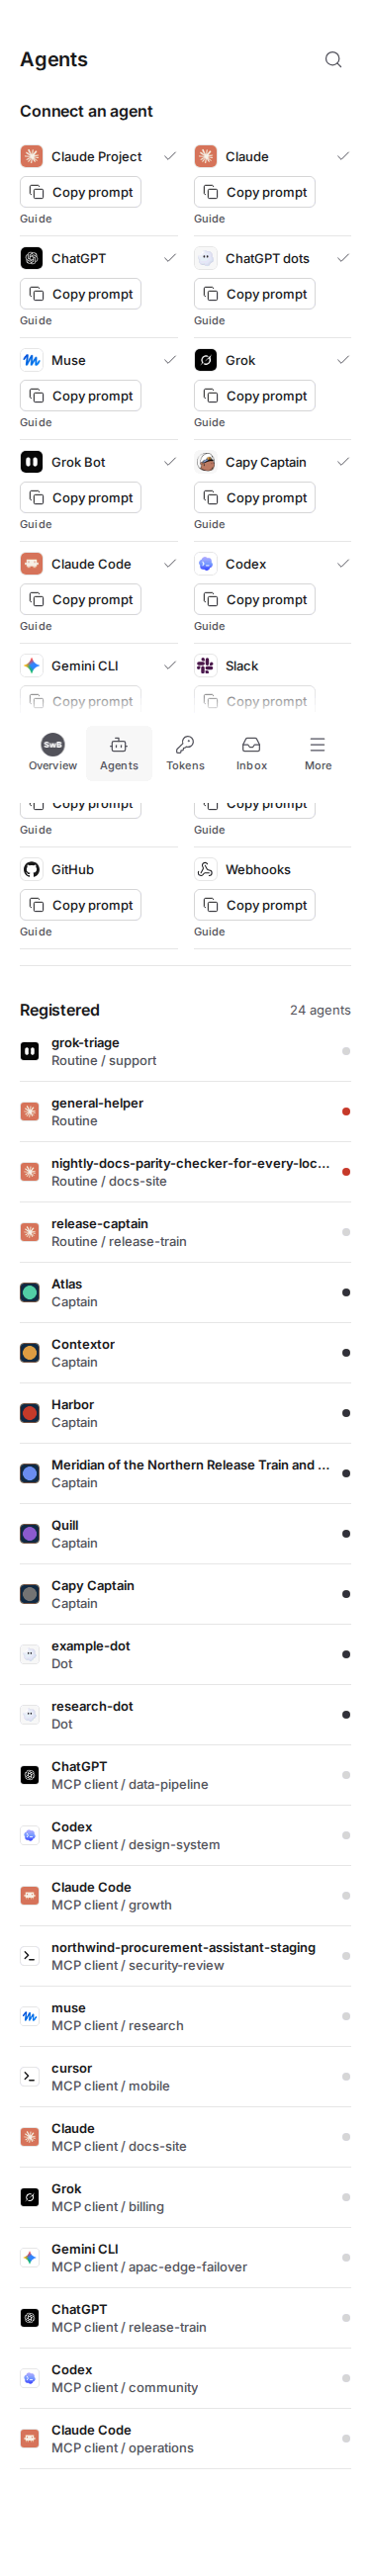 Agents
Connect an agent
Claude Project
Claude
Copy prompt
Copy prompt
Guide
Guide
ChatGPT
ChatGPT dots
Copy prompt
Copy prompt
Guide
Guide
Muse
Grok
Copy prompt
Copy prompt
Guide
Guide
Grok Bot
Capy Captain
Copy prompt
Copy prompt
Guide
Guide
Claude Code
Codex
Copy prompt
Copy prompt
Guide
Guide
Gemini CLI
Slack
Copy prompt
Copy prompt
SwS
Overview
Agents
Tokens
Inbox
More
Copy prompt
Copy prompt
Guide
Guide
GitHub
Webhooks
Copy prompt
Copy prompt
Guide
Guide
Registered
24 agents
grok-triage
Routine / support
general-helper
Routine
nightly-docs-parity-checker-for-every-loc...
Routine / docs-site
release-captain
Routine / release-train
Atlas
Captain
Contextor
Captain
Harbor
Captain
Meridian of the Northern Release Train and ...
Captain
Quill
Captain
Capy Captain
Captain
example-dot
Dot
research-dot
Dot
ChatGPT
MCP client / data-pipeline
Codex
MCP client / design-system
Claude Code
MCP client / growth
northwind-procurement-assistant-staging
MCP client / security-review
muse
MCP client / research
cursor
MCP client / mobile
Claude
MCP client / docs-site
Grok
MCP client / billing
Gemini CLI
MCP client / apac-edge-failover
ChatGPT
MCP client / release-train
Codex
MCP client / community
Claude Code
MCP client / operations